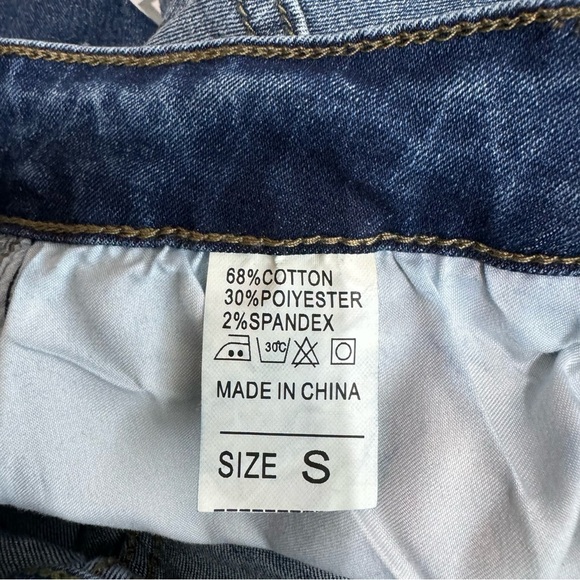 68%COTTON
30%POIYESTER
2%SPANDEX
30℃
MADE IN CHINA
SIZE S